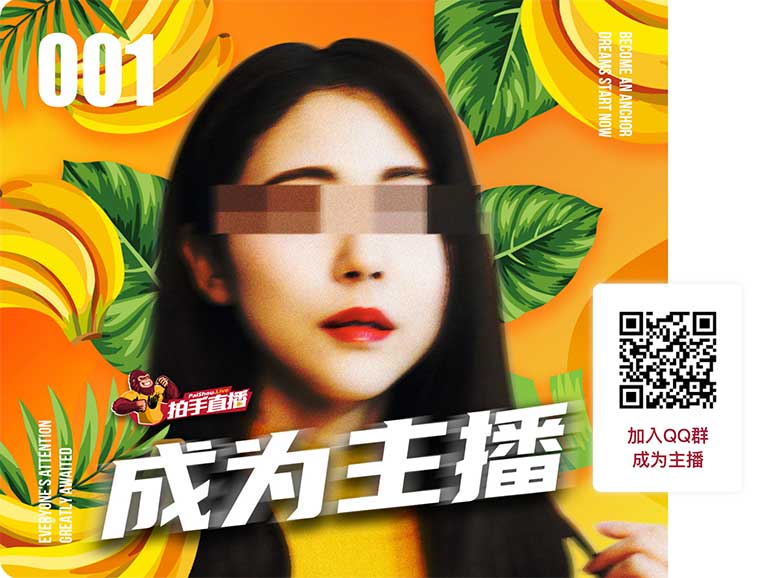 001
BECOME AN ANCHOR
DREAMS START NOW
PaiShou.Live
拍手直播
成为主播
EVERYONE'S ATTENTION
GREATLY AWAITED
加入QQ群
成为主播